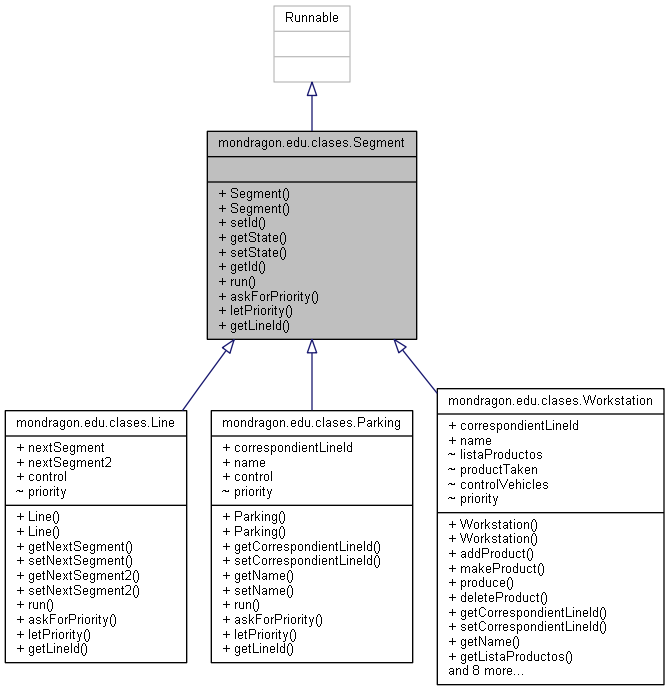 Runnable
mondragon.edu.clases.Segment
+ Segment()
+ Segment()
+ setId()
+ getState()
+ setState()
+ getId()
+ run()
+ askForPriority()
+ letPriority()
+ getLineId()
mondragon.edu.clases.Line
+ nextSegment
+ nextSegment2
+ control
~ priority
+ Line()
+ Line()
+ getNextSegment()
+ setNextSegment()
+ getNextSegment2()
+ setNextSegment2()
+ run()
+ askForPriority()
+ letPriority()
+ getLineId()
mondragon.edu.clases.Parking
+ correspondientLineId
+ name
+ control
~ priority
+ Parking()
+ Parking()
+ getCorrespondientLineId()
+ setCorrespondientLineId()
+ getName()
+ setName()
+ run()
+ askForPriority()
+ letPriority()
+ getLineId()
mondragon.edu.clases.Workstation
+ correspondientLineId
+ name
~ listaProductos
~ productTaken
~ controlVehicles
~ priority
+ Workstation()
+ Workstation()
+ addProduct()
+ makeProduct()
+ produce()
+ deleteProduct()
+ getCorrespondientLineId()
+ setCorrespondientLineId()
+ getName()
+ getListaProductos()
and 8 more...